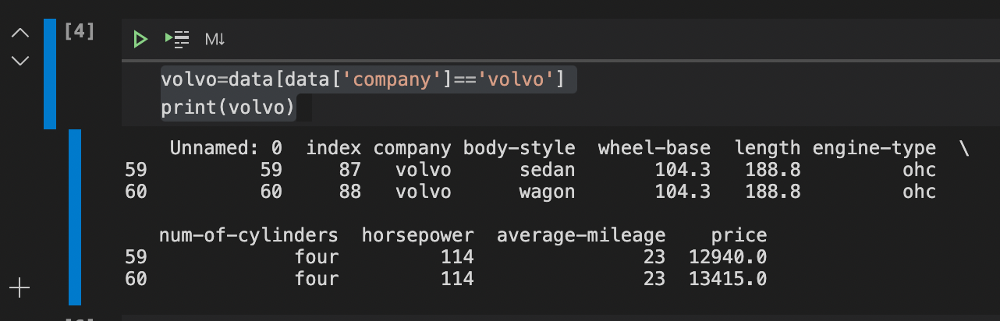 [4]
M↓
volvo=data[data['company']=='volvo']
print(volvo)
Unnamed: 0 index company body-style wheel-base length engine-type \
59 59 87 volvo sedan 104.3 188.8 ohc
60 60 88 volvo wagon 104.3 188.8 ohc
num-of-cylinders horsepower average-mileage price
59 four 114 23 12940.0
60 four 114 23 13415.0